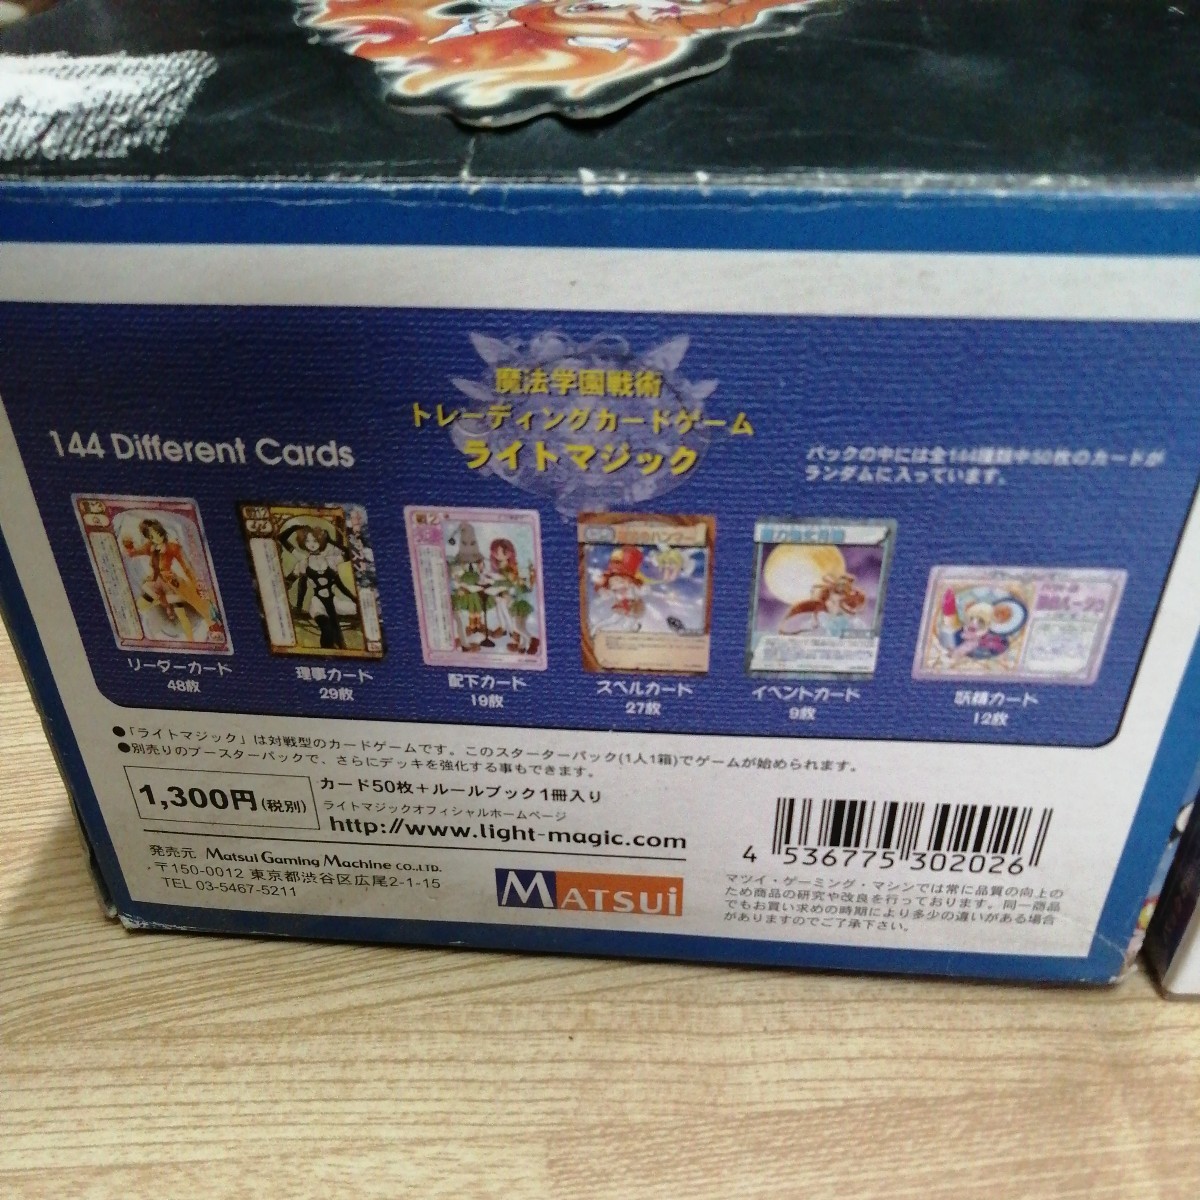 魔法学園戦術
トレーディングカードゲーム
ライトマジック
144 Different Cards
パックの中には全144種類中50枚のカードが
ランダムに入っています。
リーダーカード
48枚
理事カード
29枚
配下カード
19枚
スペルカード
27枚
イベントカード
9枚
妖精カード
12枚
●「ライトマジック」は対戦型のカードゲームです。このスターターパック(1人1箱)でゲームが始められます。
●別売りのブースターパックで、さらにデッキを強化する事もできます。
1,300円(税別)
カード50枚+ルールブック1冊入り
ライトマジックオフィシャルホームページ
http://www.light-magic.com
発売元 Matsui Gaming Machine CO.,LTD.
〒150-0012 東京都渋谷区広尾2-1-15
TEL 03-5467-5211
MATSUi
4 536775 302026
マツイ・ゲーミング・マシンでは常に品質の向上の
ため商品の研究や改良を行っております。同一商品
でもお買い求めの時期により多少の違いがある場合
がありますのでご了承下さい。